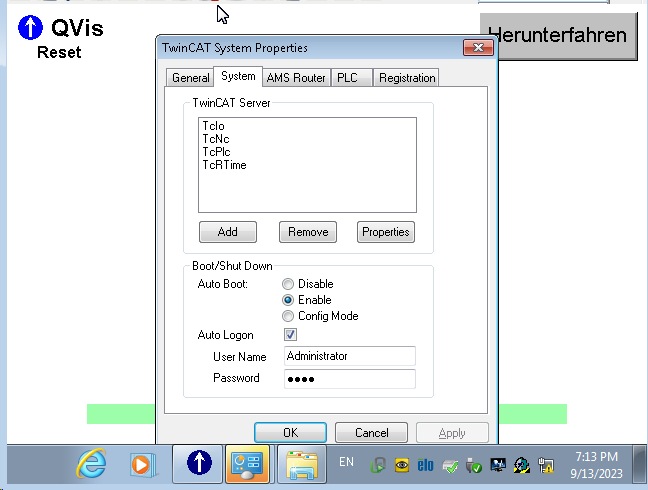 QVis
Reset
Herunterfahren
TwinCAT System Properties
General System AMS Router PLC Registration
TwinCAT Server
TcIo
TcNc
TcPlc
TcRTime
Add Remove Properties
Boot/Shut Down
Auto Boot: Disable
Enable
Config Mode
Auto Logon
User Name Administrator
Password ●●●●
OK Cancel Apply
EN elo 7:13 PM
9/13/2023